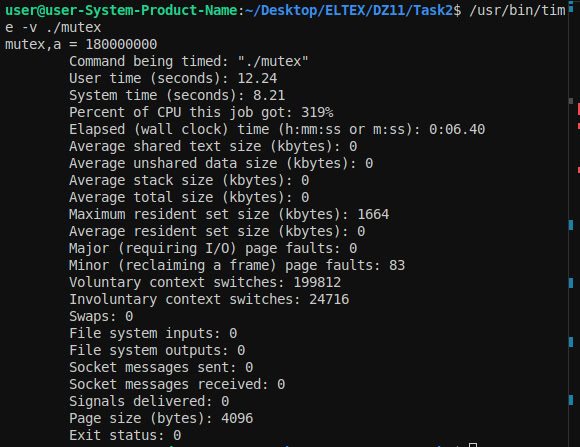 user@user-System-Product-Name:~/Desktop/ELTEX/DZ11/Task2$ /usr/bin/tim
e -v ./mutex
mutex,a = 180000000
Command being timed: "./mutex"
User time (seconds): 12.24
System time (seconds): 8.21
Percent of CPU this job got: 319%
Elapsed (wall clock) time (h:mm:ss or m:ss): 0:06.40
Average shared text size (kbytes): 0
Average unshared data size (kbytes): 0
Average stack size (kbytes): 0
Average total size (kbytes): 0
Maximum resident set size (kbytes): 1664
Average resident set size (kbytes): 0
Major (requiring I/O) page faults: 0
Minor (reclaiming a frame) page faults: 83
Voluntary context switches: 199812
Involuntary context switches: 24716
Swaps: 0
File system inputs: 0
File system outputs: 0
Socket messages sent: 0
Socket messages received: 0
Signals delivered: 0
Page size (bytes): 4096
Exit status: 0